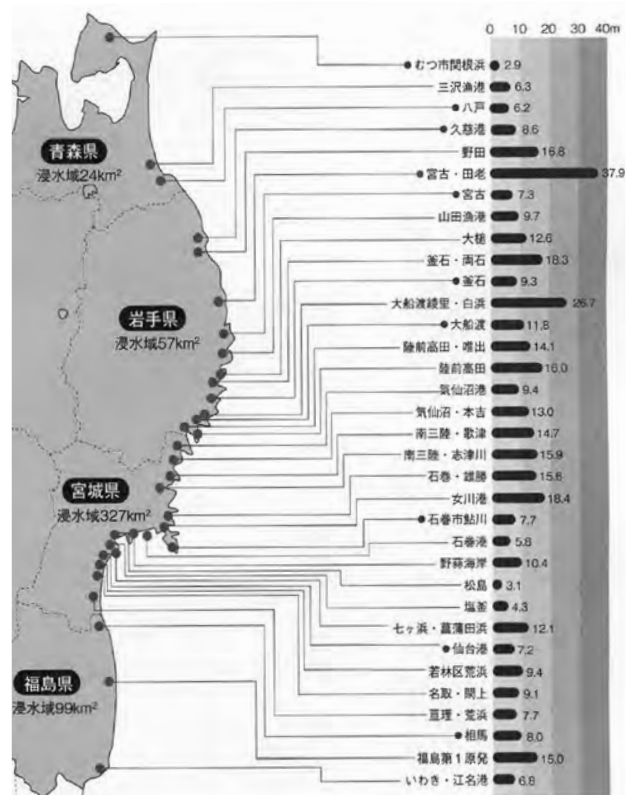 0 10 20 30 40m
むつ市関根浜 2.9
三沢漁港 6.3
八戸 6.2
久慈港 8.6
野田 16.8
宮古・田老 37.9
宮古 7.3
山田漁港 9.7
大槌 12.6
釜石・両石 18.3
釜石 9.3
大船渡綾里・白浜 26.7
大船渡 11.8
陸前高田・唯出 14.1
陸前高田 16.0
気仙沼港 9.4
気仙沼・本吉 13.0
南三陸・歌津 14.7
南三陸・志津川 15.9
石巻・雄勝 15.6
女川港 18.4
石巻市鮎川 7.7
石巻港 5.8
野蒜海岸 10.4
松島 3.1
塩釜 4.3
七ヶ浜・菖蒲田浜 12.1
仙台港 7.2
若林区荒浜 9.4
名取・閖上 9.1
亘理・荒浜 7.7
相馬 8.0
福島第1原発 15.0
いわき・江名港 6.8
青森県
浸水域24km²
岩手県
浸水域57km²
宮城県
浸水域327km²
福島県
浸水域99km²